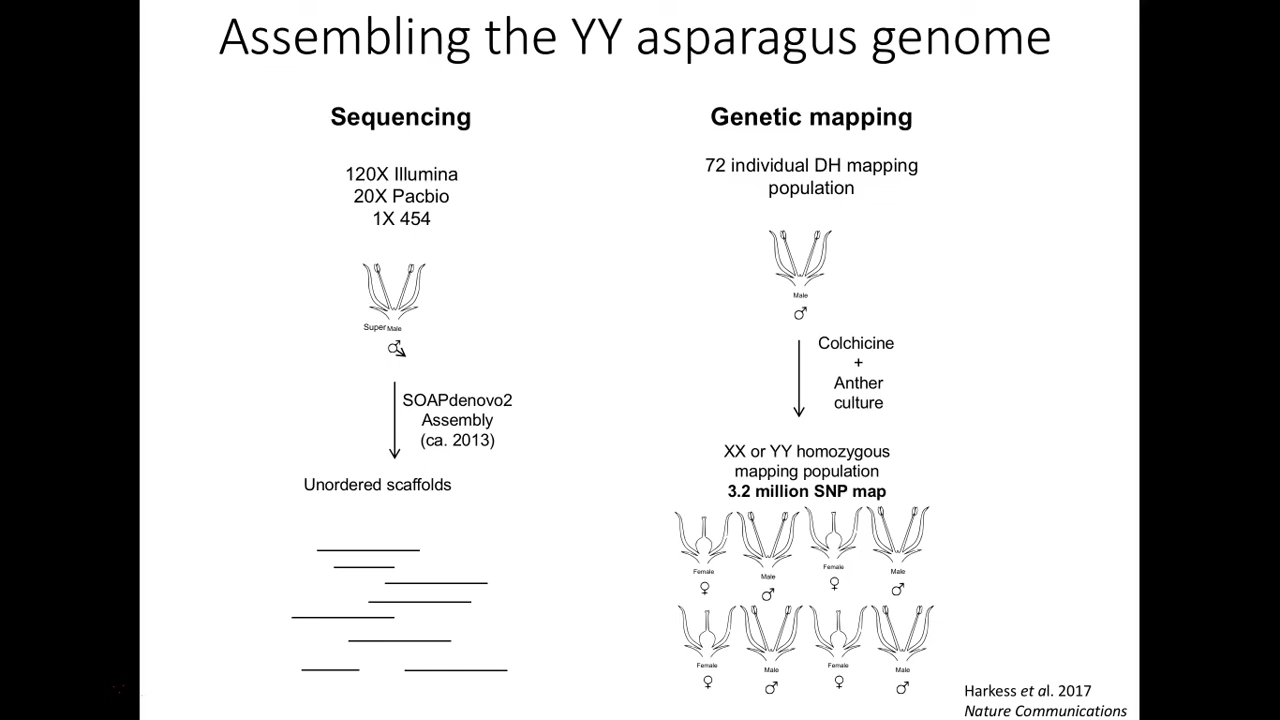 Assembling the YY asparagus genome
Sequencing
120X Illumina
20X Pacbio
1X 454
Super Male
SOAPdenovo2
Assembly
(ca. 2013)
Unordered scaffolds
Genetic mapping
72 individual DH mapping
population
Male
Colchicine
+
Anther
culture
XX or YY homozygous
mapping population
3.2 million SNP map
Female Male Female Male
Female Male Female Male
Harkess et al. 2017
Nature Communications